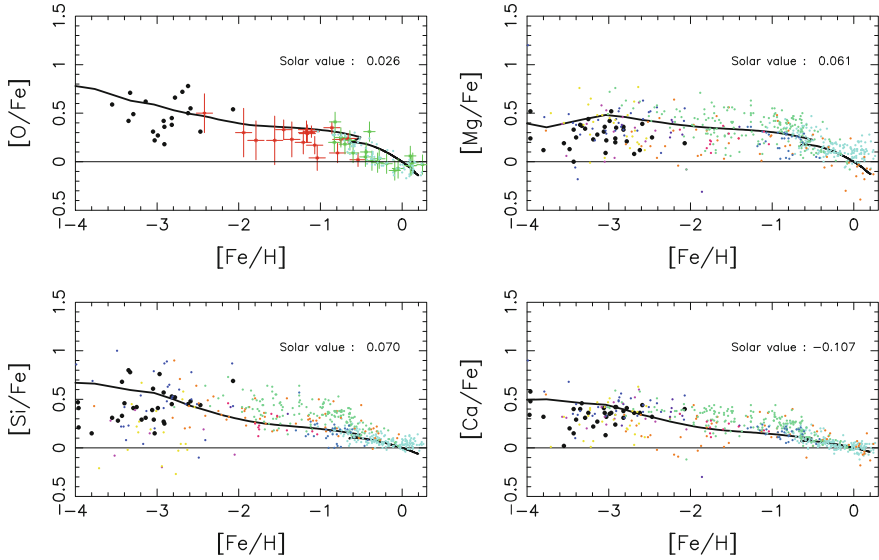 1.5
1
0.5
0
0.5
[O/Fe]
Solar value : 0.026
−4 −3 −2 −1 0
[Fe/H]
1.5
1
0.5
0
0.5
[Mg/Fe]
Solar value : 0.061
−4 −3 −2 −1 0
[Fe/H]
1.5
1
0.5
0
0.5
[Si/Fe]
Solar value : 0.070
−4 −3 −2 −1 0
[Fe/H]
1.5
1
0.5
0
0.5
[Ca/Fe]
Solar value : −0.107
−4 −3 −2 −1 0
[Fe/H]